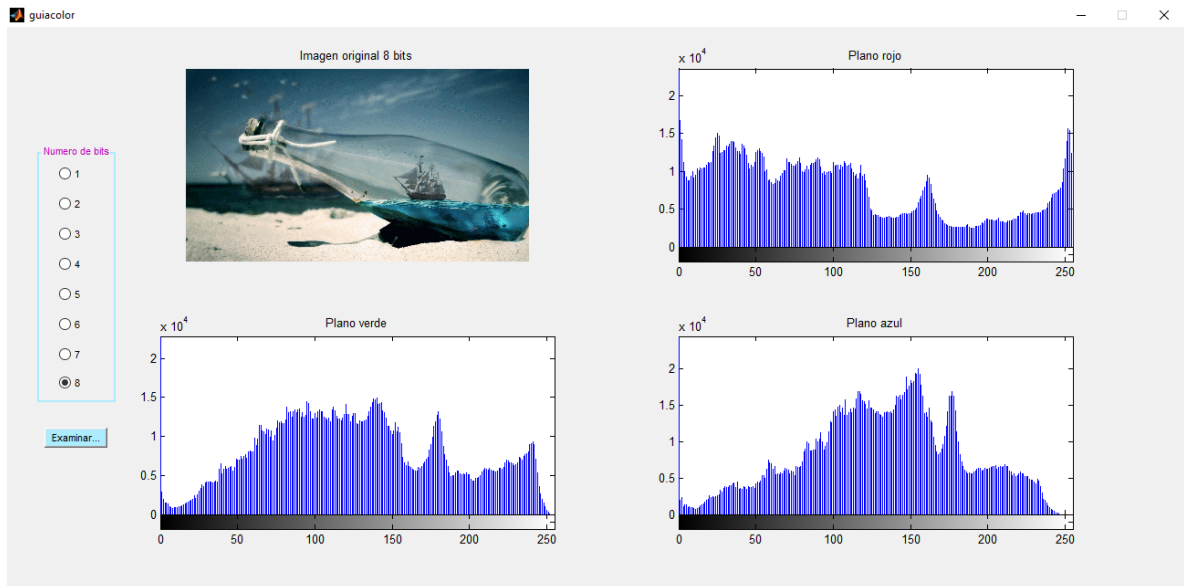 guiacolor
Imagen original 8 bits
Numero de bits
1
2
3
4
5
6
7
8
Examinar...
Plano rojo
x 10^4
2
1.5
1
0.5
0
0 50 100 150 200 250
Plano verde
x 10^4
2
1.5
1
0.5
0
0 50 100 150 200 250
Plano azul
x 10^4
2
1.5
1
0.5
0
0 50 100 150 200 250